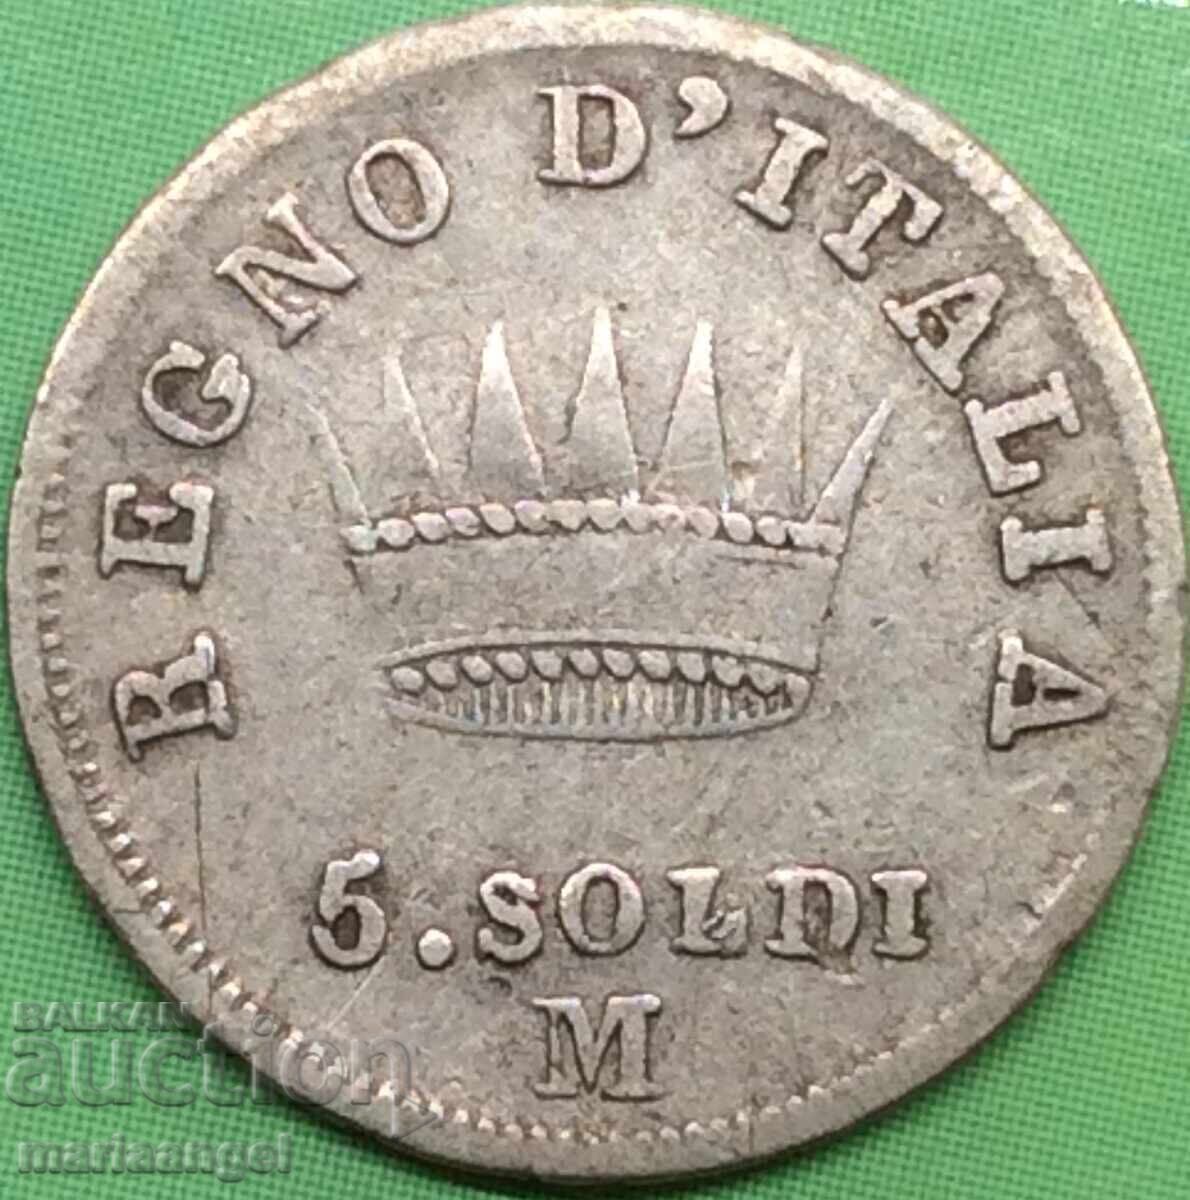 REGNO D'ITALIA
5. SOLDI
M
BALKAN
auction
mariaangel